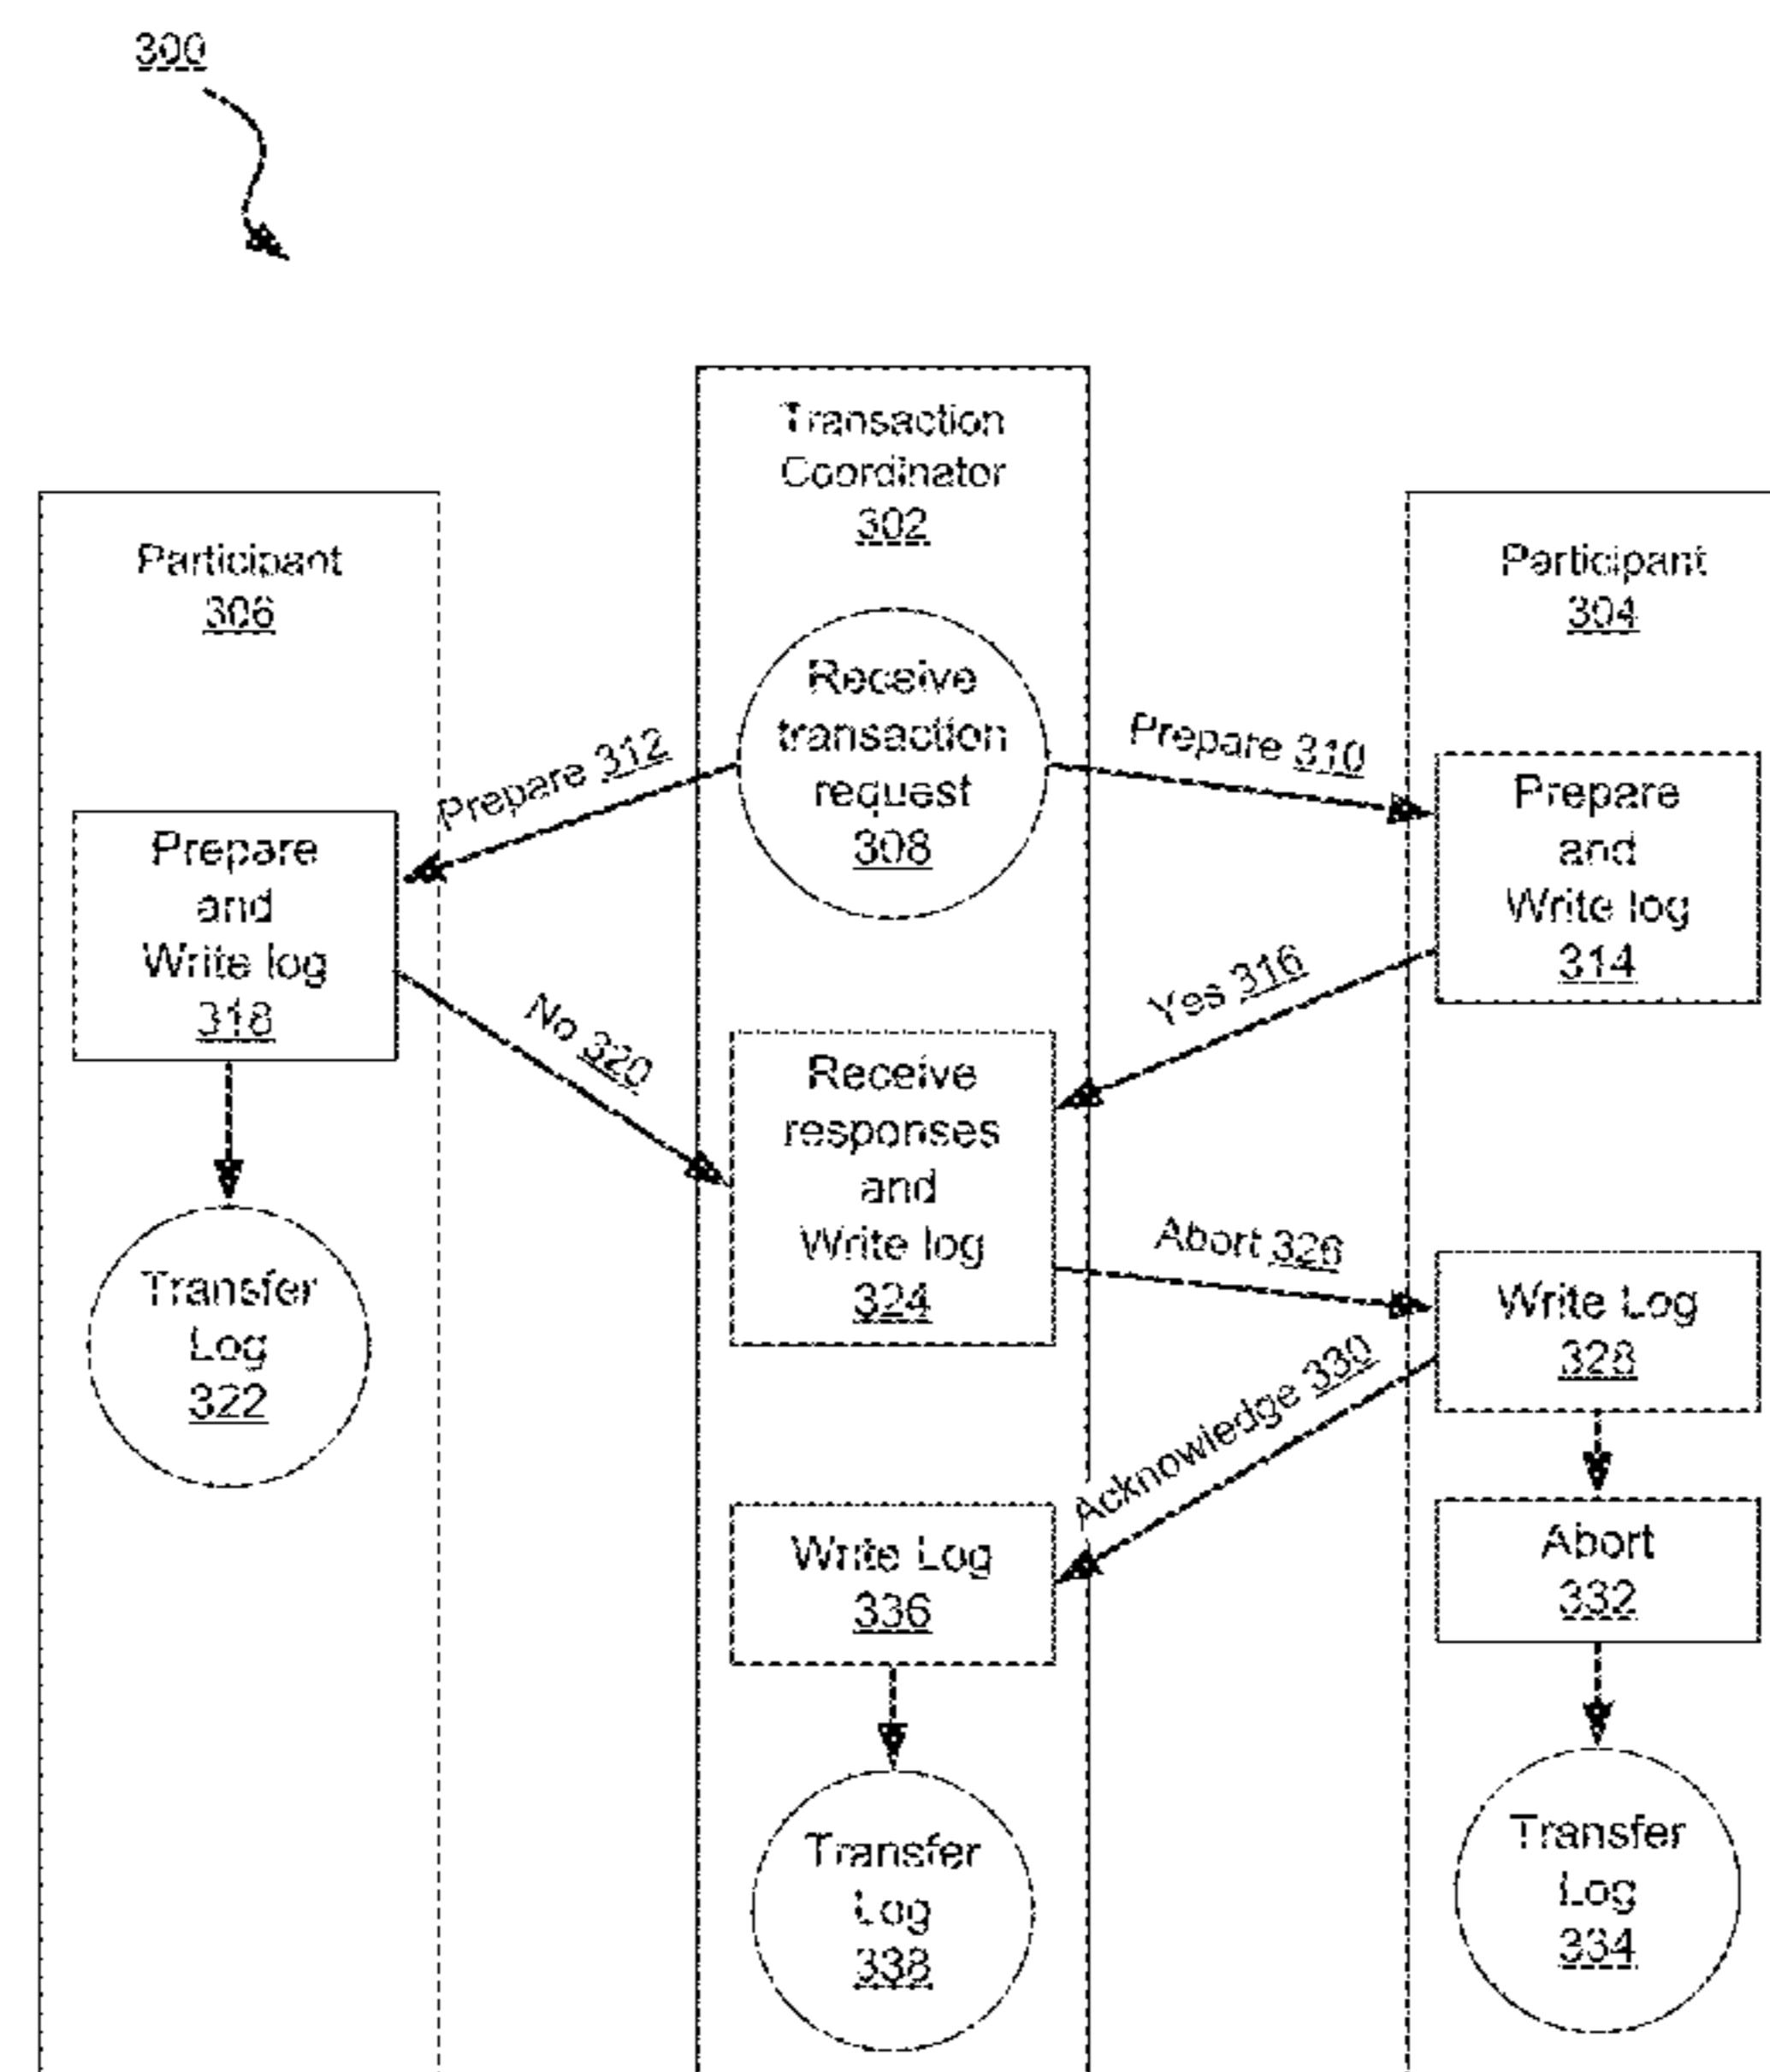 300
Transaction
Coordinator
302
Participant
306
Participant
304
Receive
transaction
request
308
Prepare 312
Prepare 310
Prepare
and
Write log
318
Prepare
and
Write log
314
No 320
Yes 316
Receive
responses
and
Write log
324
Transfer
Log
322
Abort 326
Write Log
328
Acknowledge 330
Write Log
336
Abort
332
Transfer
Log
338
Transfer
Log
334